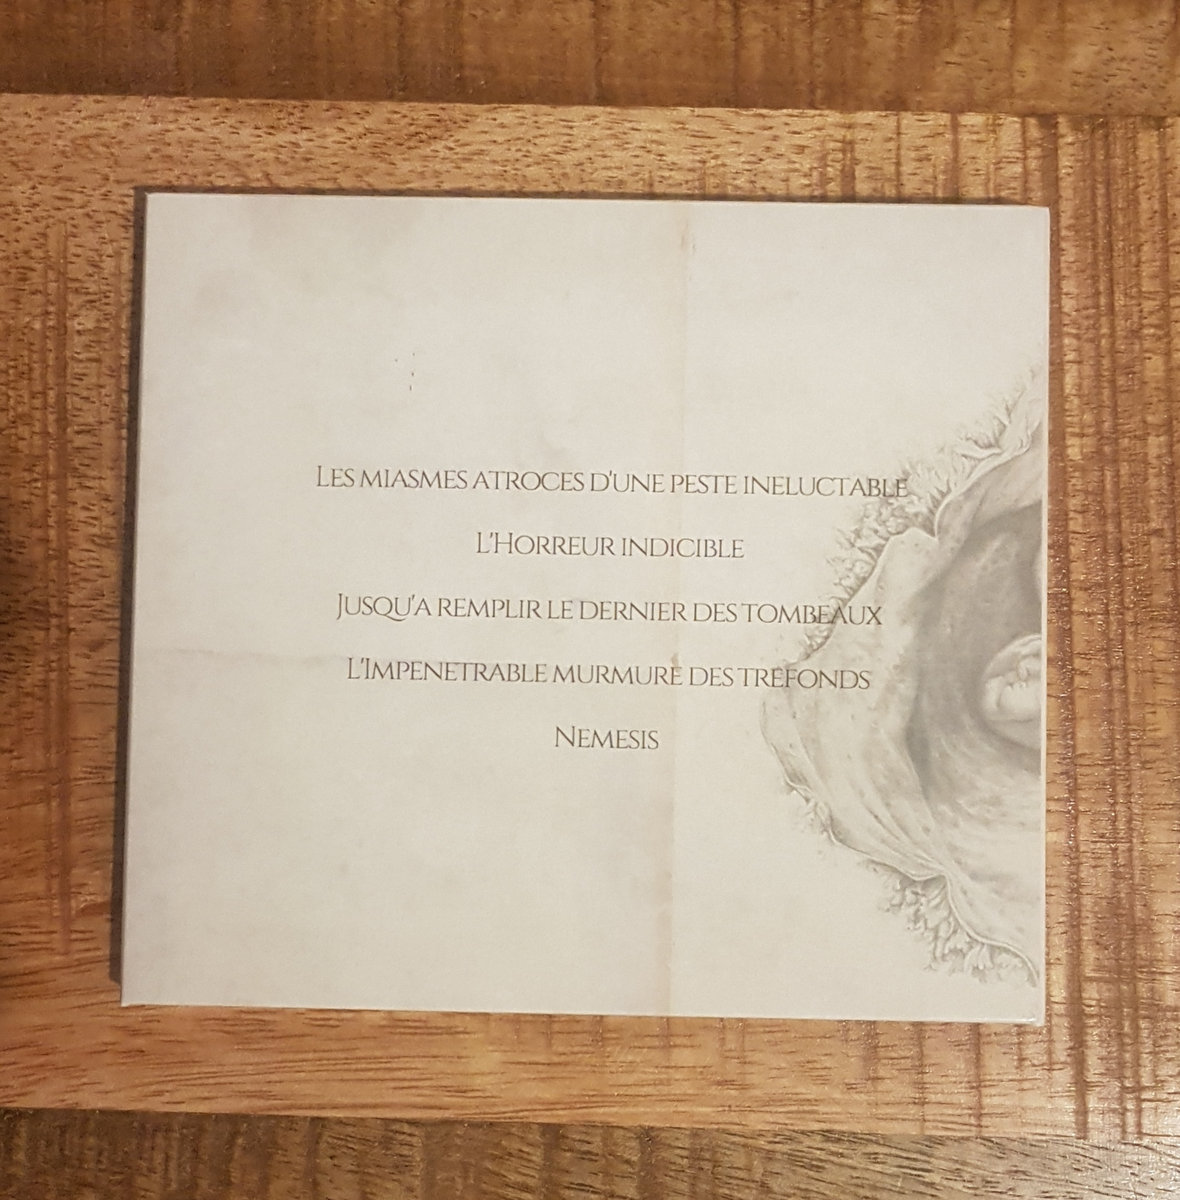 Les miasmes atroces d'une peste ineluctable
L'Horreur indicible
Jusqu'a remplir le dernier des tombeaux
L'Impenetrable murmure des trefonds
Nemesis